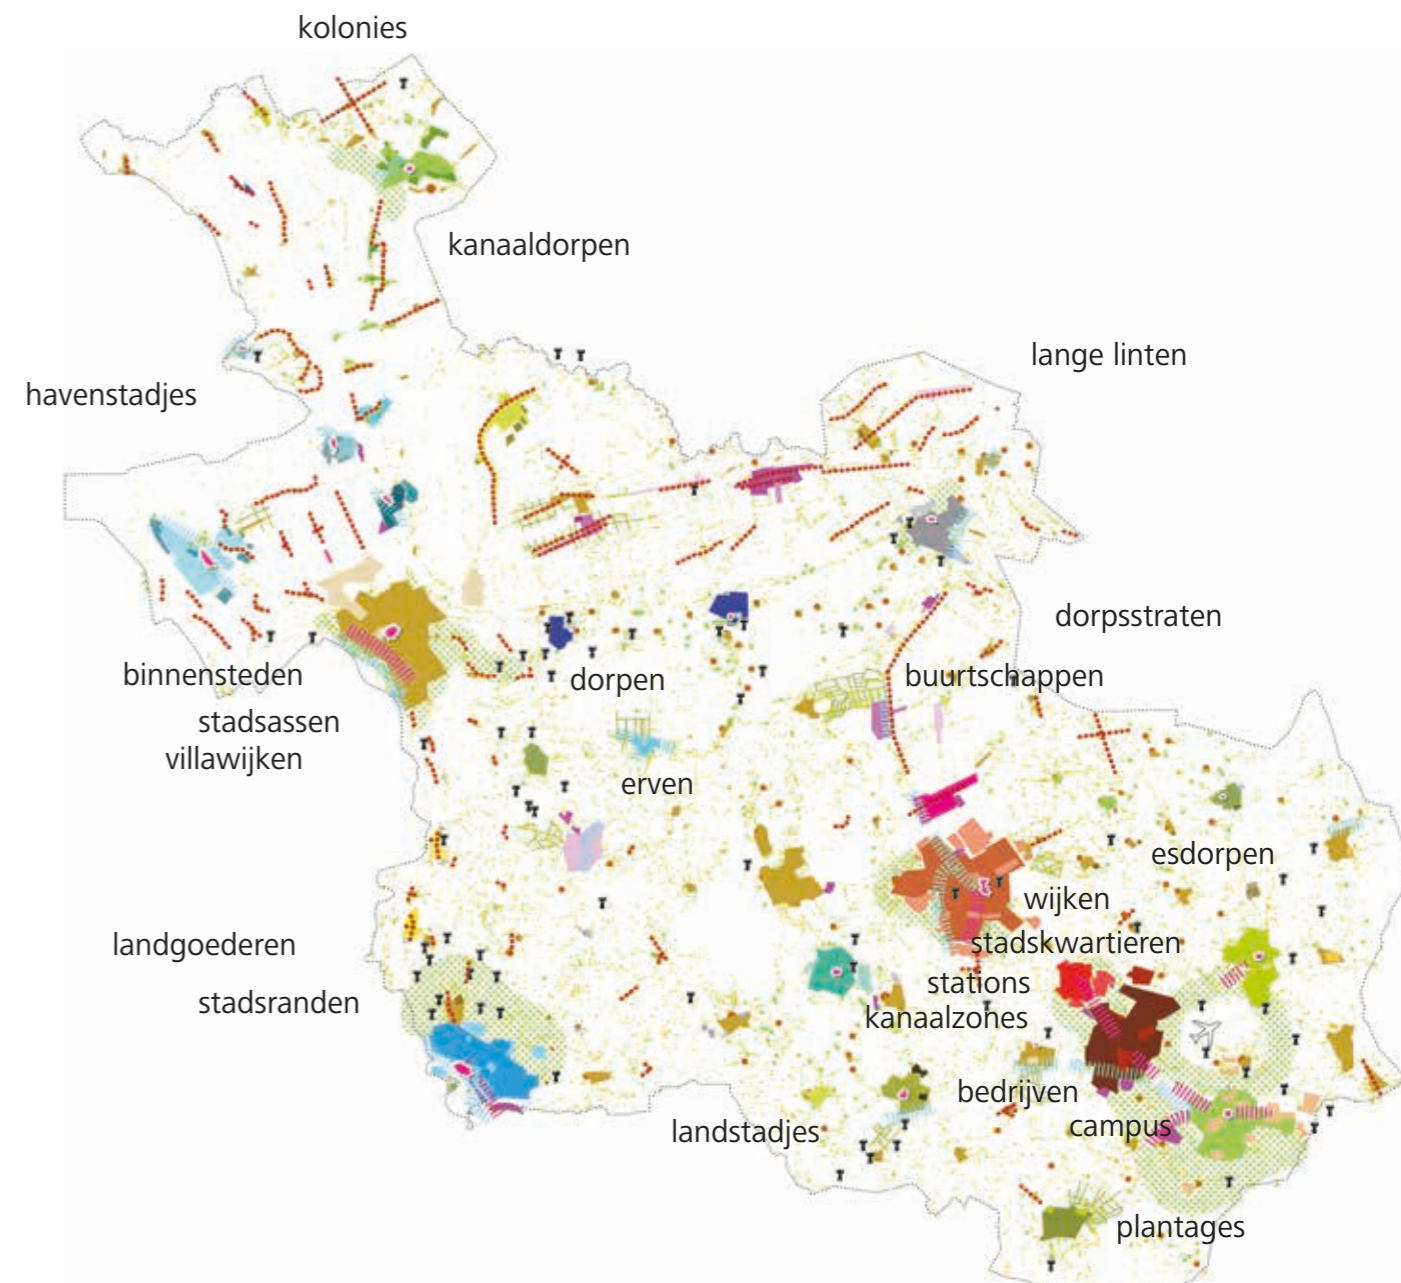 kolonies
kanaaldorpen
lange linten
havenstadjes
dorpsstraten
binnensteden
dorpen
buurtschappen
stadsassen
villawijken
erven
esdorpen
wijken
landgoederen
stadskwartieren
stations
stadsranden
kanaalzones
bedrijven
campus
landstadjes
plantages